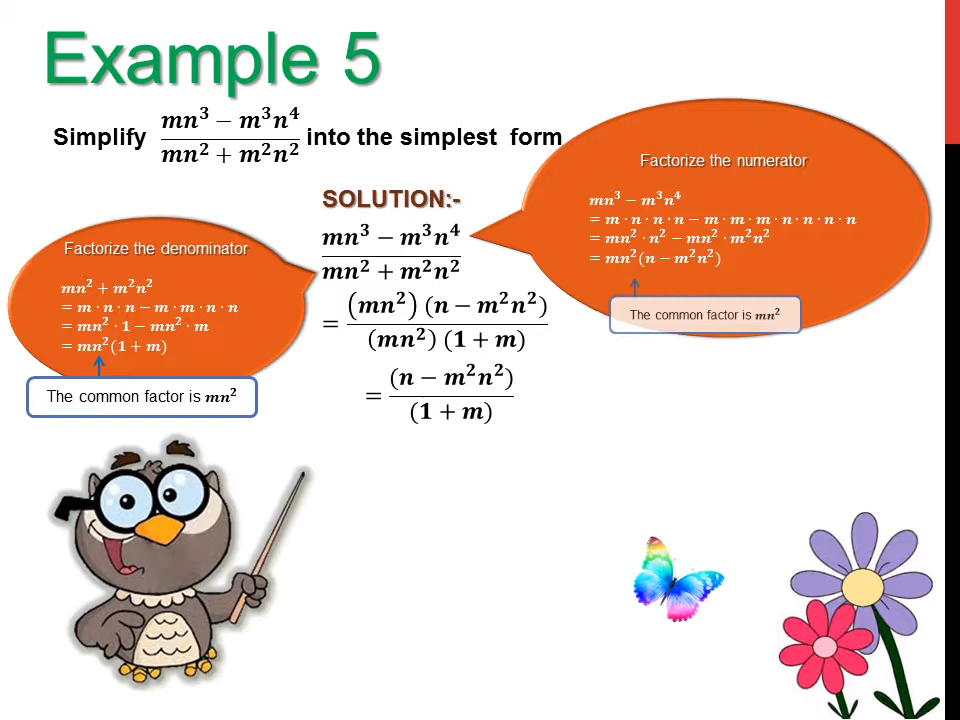 Example 5
Simplify (mn³ − m³n⁴)/(mn² + m²n²) into the simplest form
SOLUTION:-
(mn³ − m³n⁴)/(mn² + m²n²)
= ((mn²)(n − m²n²))/((mn²)(1 + m))
= (n − m²n²)/(1 + m)
Factorize the numerator
mn³ − m³n⁴
= m · n · n · n − m · m · m · n · n · n · n
= mn² · n² − mn² · m²n²
= mn²(n − m²n²)
The common factor is mn²
Factorize the denominator
mn² + m²n²
= m · n · n − m · m · n · n
= mn² · 1 − mn² · m
= mn²(1 + m)
The common factor is mn²